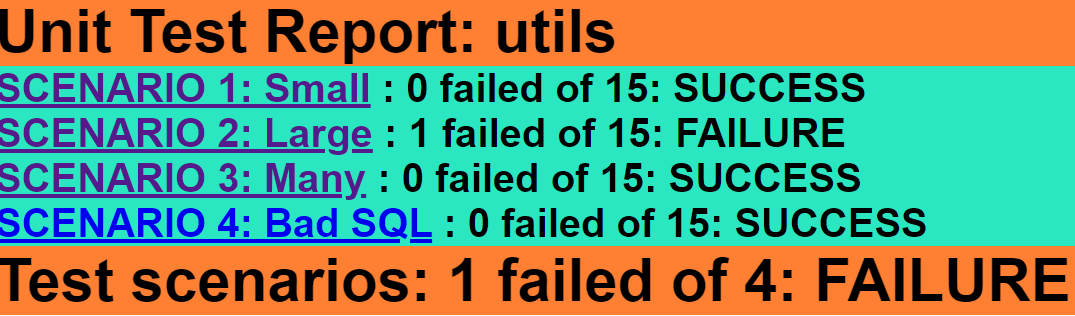 Unit Test Report: utils
SCENARIO 1: Small : 0 failed of 15: SUCCESS
SCENARIO 2: Large : 1 failed of 15: FAILURE
SCENARIO 3: Many : 0 failed of 15: SUCCESS
SCENARIO 4: Bad SQL : 0 failed of 15: SUCCESS
Test scenarios: 1 failed of 4: FAILURE